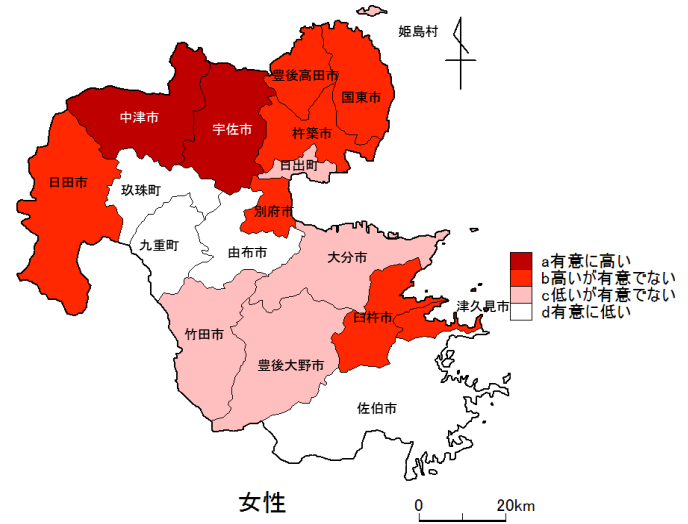 姫島村
豊後高田市
国東市
中津市
宇佐市
杵築市
日出町
日田市
玖珠町
別府市
九重町
由布市
大分市
a有意に高い
b高いが有意でない
c低いが有意でない
d有意に低い
津久見市
臼杵市
竹田市
豊後大野市
佐伯市
女性
0 20km